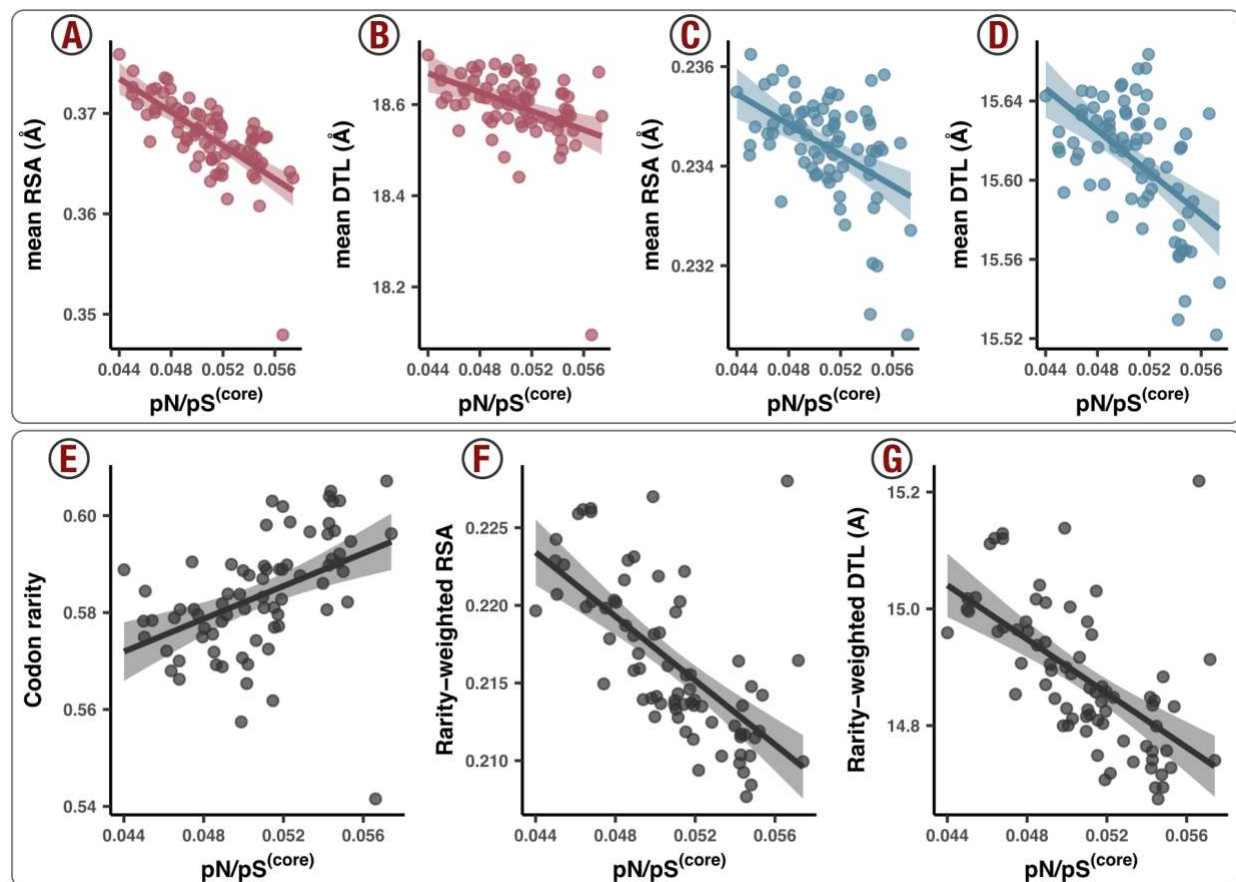 A
B
C
D
mean RSA (Å)
0.37
0.36
0.35
0.044 0.048 0.052 0.056
pN/pS(core)
mean DTL (Å)
18.6
18.4
18.2
0.044 0.048 0.052 0.056
pN/pS(core)
mean RSA (Å)
0.236
0.234
0.232
0.044 0.048 0.052 0.056
pN/pS(core)
mean DTL (Å)
15.64
15.60
15.56
15.52
0.044 0.048 0.052 0.056
pN/pS(core)
E
F
G
Codon rarity
0.60
0.58
0.56
0.54
0.044 0.048 0.052 0.056
pN/pS(core)
Rarity−weighted RSA
0.225
0.220
0.215
0.210
0.044 0.048 0.052 0.056
pN/pS(core)
Rarity−weighted DTL (A)
15.2
15.0
14.8
0.044 0.048 0.052 0.056
pN/pS(core)